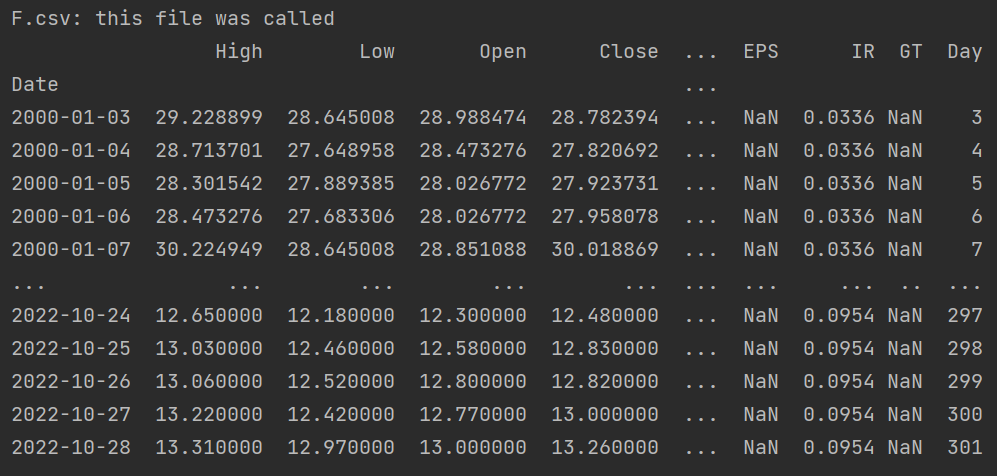 F.csv: this file was called
High Low Open Close ... EPS IR GT Day
Date ...
2000-01-03 29.228899 28.645008 28.988474 28.782394 ... NaN 0.0336 NaN 3
2000-01-04 28.713701 27.648958 28.473276 27.820692 ... NaN 0.0336 NaN 4
2000-01-05 28.301542 27.889385 28.026772 27.923731 ... NaN 0.0336 NaN 5
2000-01-06 28.473276 27.683306 28.026772 27.958078 ... NaN 0.0336 NaN 6
2000-01-07 30.224949 28.645008 28.851088 30.018869 ... NaN 0.0336 NaN 7
... ... ... ... ... ... ... ... .. ...
2022-10-24 12.650000 12.180000 12.300000 12.480000 ... NaN 0.0954 NaN 297
2022-10-25 13.030000 12.460000 12.580000 12.830000 ... NaN 0.0954 NaN 298
2022-10-26 13.060000 12.520000 12.800000 12.820000 ... NaN 0.0954 NaN 299
2022-10-27 13.220000 12.420000 12.770000 13.000000 ... NaN 0.0954 NaN 300
2022-10-28 13.310000 12.970000 13.000000 13.260000 ... NaN 0.0954 NaN 301